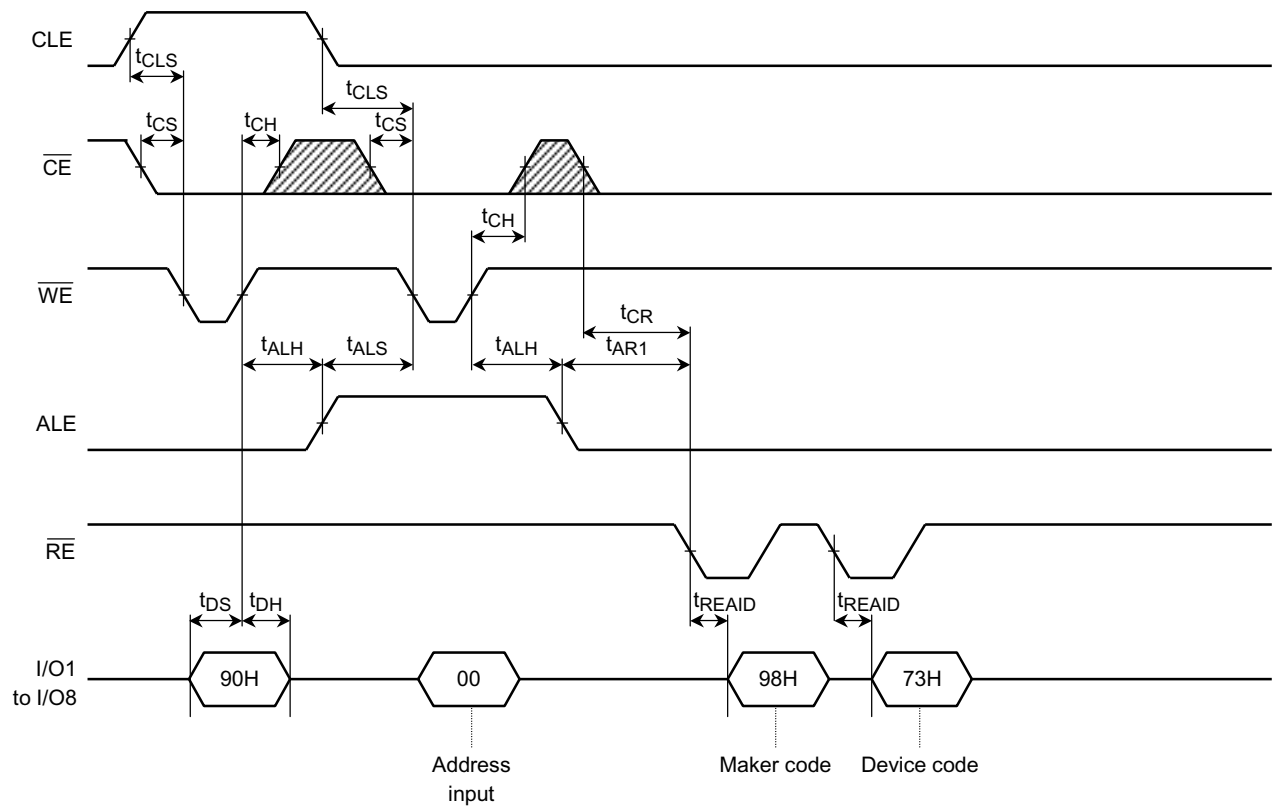 CLE
tCLS
tCLS
tCS
tCH
tCS
CE
tCH
WE
tCR
tALH
tALS
tALH
tAR1
ALE
RE
tDS
tDH
tREAID
tREAID
I/O1
to I/O8
90H
00
98H
73H
Address
input
Maker code
Device code